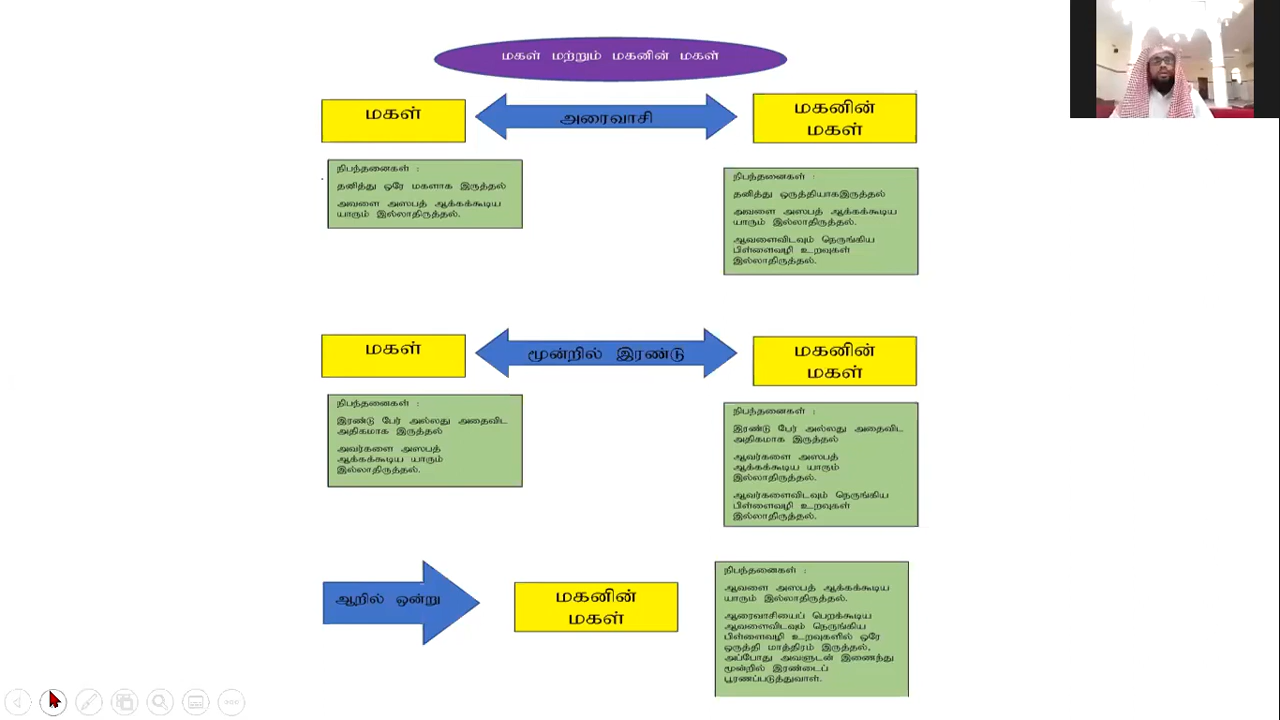 மகள் மற்றும் மகனின் மகள்
மகள்
அரைவாசி
மகனின்
மகள்
நிபந்தனைகள் :
தனித்து ஒரே மகளாக இருத்தல்
அவளை அஸபத் ஆக்கக்கூடிய
யாரும் இல்லாதிருத்தல்.
நிபந்தனைகள் :
தனித்து ஒருத்தியாகஇருத்தல்
அவளை அஸபத் ஆக்கக்கூடிய
யாரும் இல்லாதிருத்தல்.
ஆவளைவிடவும் நெருங்கிய
பிள்ளைவழி உறவுகள்
இல்லாதிருத்தல்.
மகள்
மூன்றில் இரண்டு
மகனின்
மகள்
நிபந்தனைகள் :
இரண்டு பேர் அல்லது அதைவிட
அதிகமாக இருத்தல்
அவர்களை அஸபத்
ஆக்கக்கூடிய யாரும்
இல்லாதிருத்தல்.
நிபந்தனைகள் :
இரண்டு பேர் அல்லது அதைவிட
அதிகமாக இருத்தல்
ஆவர்களை அஸபத்
ஆக்கக்கூடிய யாரும்
இல்லாதிருத்தல்.
ஆவர்களைவிடவும் நெருங்கிய
பிள்ளைவழி உறவுகள்
இல்லாதிருத்தல்.
ஆறில் ஒன்று
மகனின்
மகள்
நிபந்தனைகள் :
ஆவளை அஸபத் ஆக்கக்கூடிய
யாரும் இல்லாதிருத்தல்.
ஆரைவாசியைப் பெறக்கூடிய
ஆவளைவிடவும் நெருங்கிய
பிள்ளைவழி உறவுகளில் ஒரே
ஒருத்தி மாத்திரம் இருத்தல்,
அப்போது அவளுடன் இணைந்து
மூன்றில் இரண்டைப்
பூரணப்படுத்துவாள்.